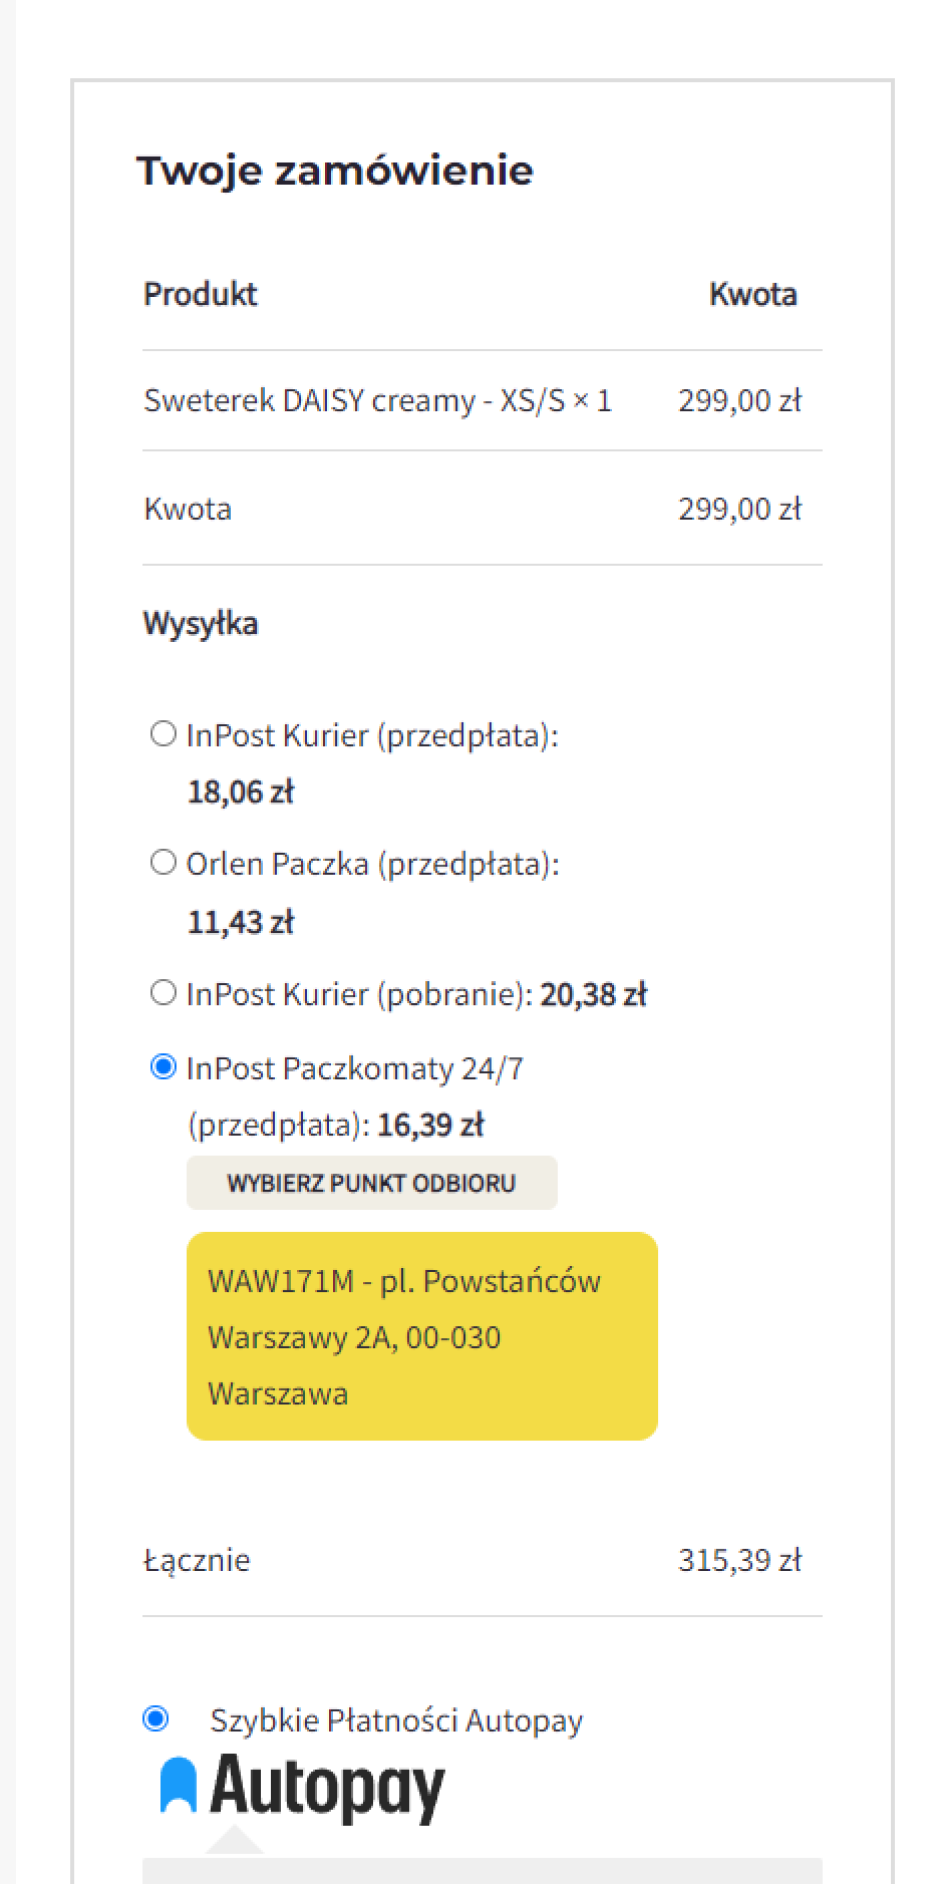 Twoje zamówienie
Produkt Kwota
Sweterek DAISY creamy - XS/S × 1 299,00 zł
Kwota 299,00 zł
Wysyłka
InPost Kurier (przedpłata):
18,06 zł
Orlen Paczka (przedpłata):
11,43 zł
InPost Kurier (pobranie): 20,38 zł
InPost Paczkomaty 24/7
(przedpłata): 16,39 zł
WYBIERZ PUNKT ODBIORU
WAW171M - pl. Powstańców
Warszawy 2A, 00-030
Warszawa
Łącznie 315,39 zł
Szybkie Płatności Autopay
Autopay